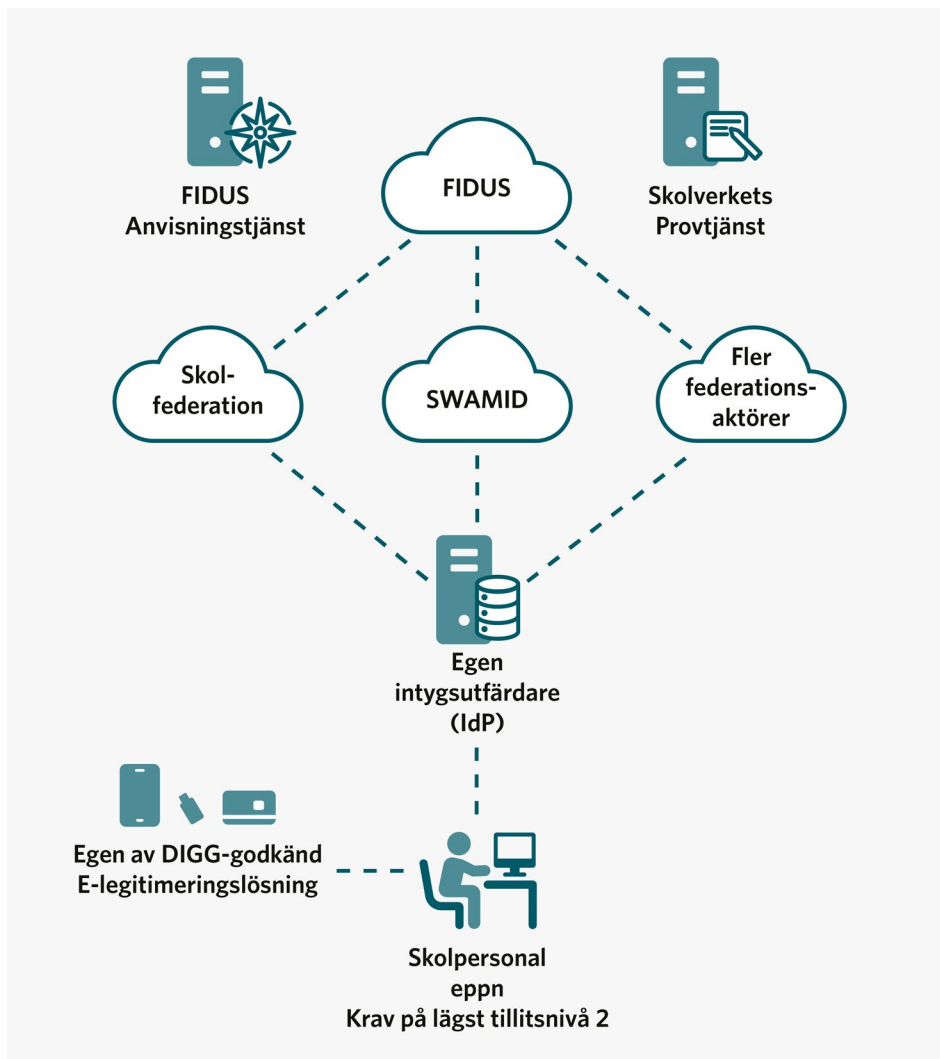 FIDUS
Anvisningstjänst
FIDUS
Skolverkets
Provtjänst
Skol-
federation
SWAMID
Fler
federations-
aktörer
Egen
intygsutfärdare
(IdP)
Egen av DIGG-godkänd
E-legitimeringslösning
Skolpersonal
eppn
Krav på lägst tillitsnivå 2